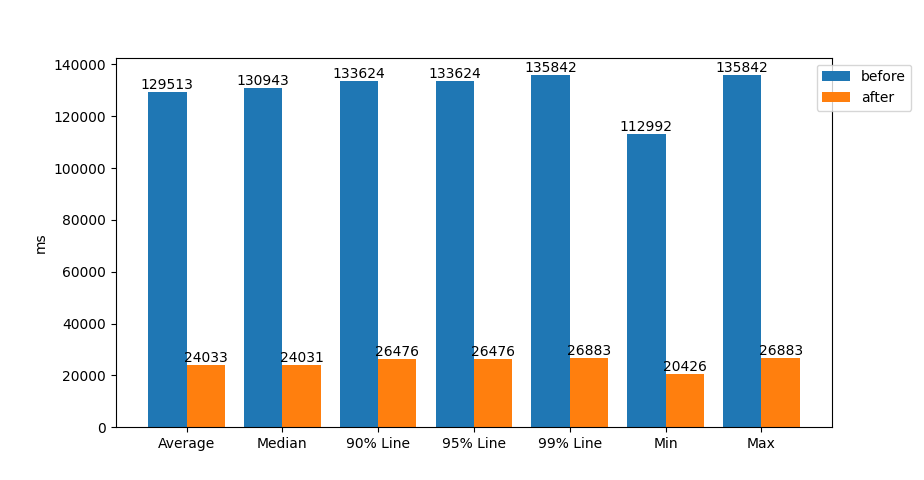 140000
120000
100000
80000
60000
40000
20000
0
ms
129513
130943
133624
133624
135842
112992
135842
24033
24031
26476
26476
26883
20426
26883
before
after
Average
Median
90% Line
95% Line
99% Line
Min
Max